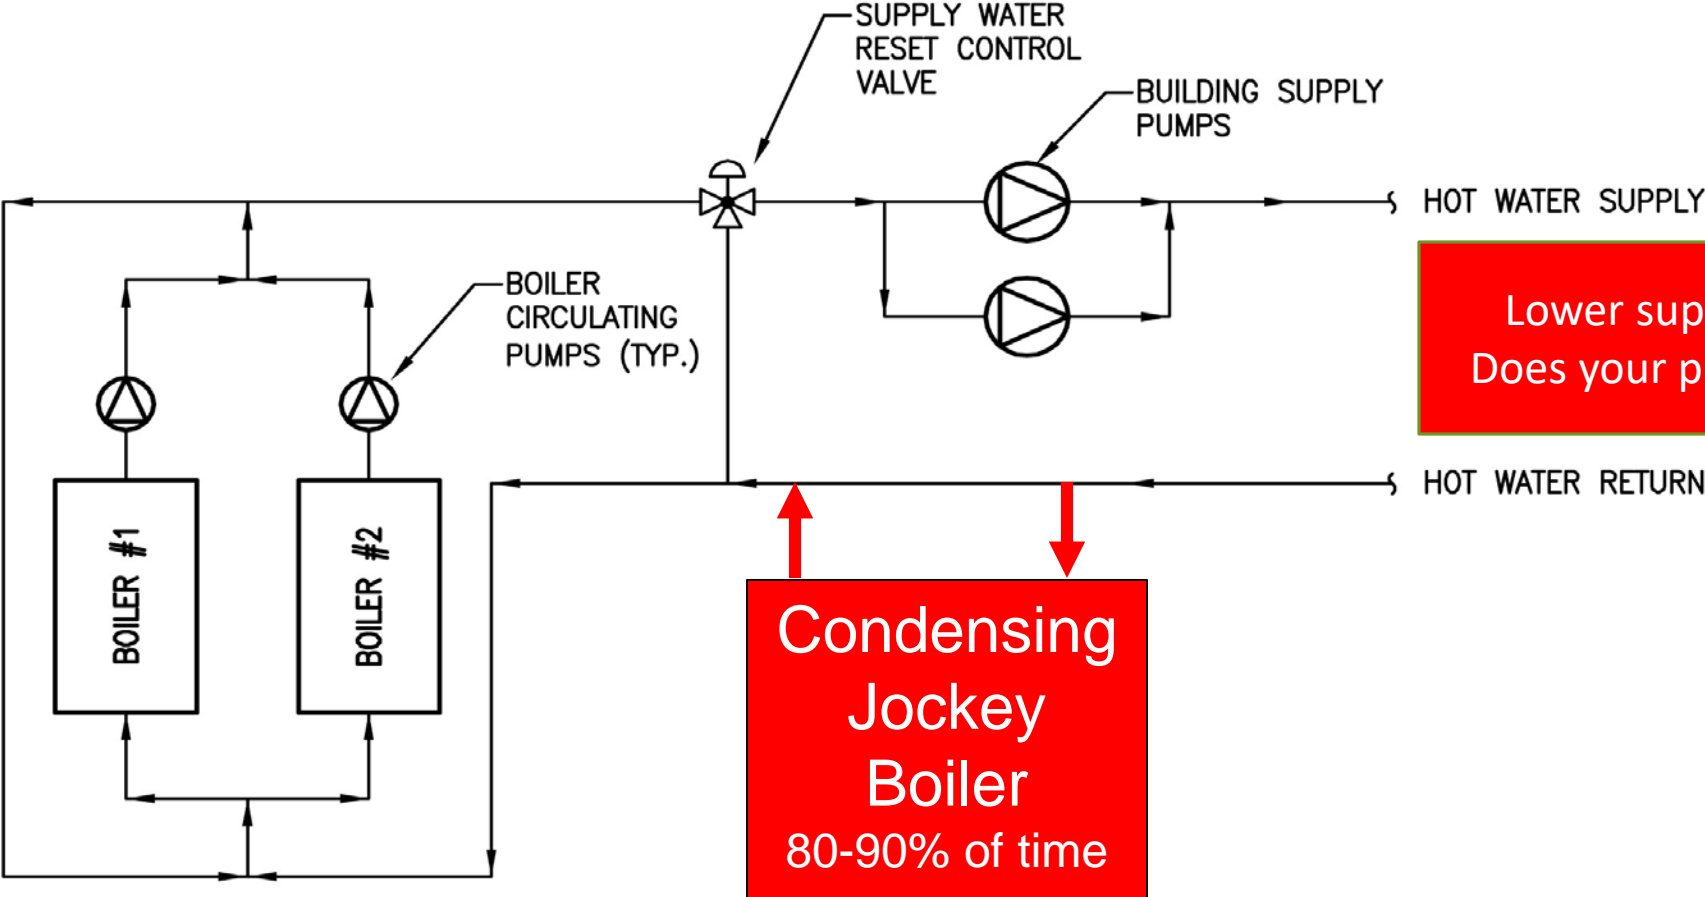 SUPPLY WATER
RESET CONTROL
VALVE
BUILDING SUPPLY
PUMPS
HOT WATER SUPPLY
BOILER
CIRCULATING
PUMPS (TYP.)
Lower sup
Does your p
HOT WATER RETURN
BOILER #1
BOILER #2
Condensing
Jockey
Boiler
80-90% of time